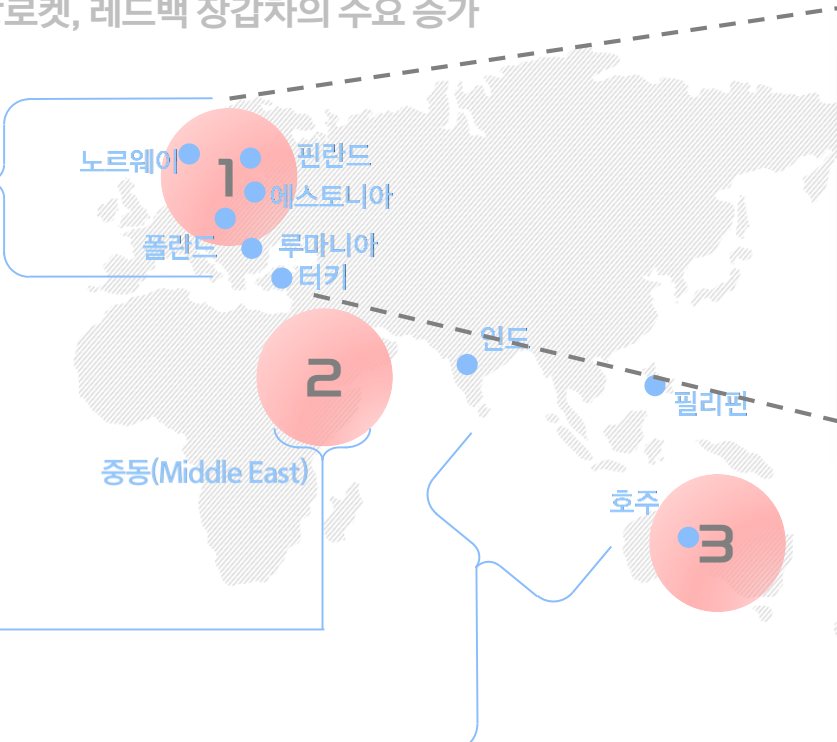 로켓, 레드백 장갑차의 수요 증가
노르웨이
1
핀란드
에스토니아
폴란드
루마니아
터키
인드
2
필리핀
중동(Middle East)
호주
3